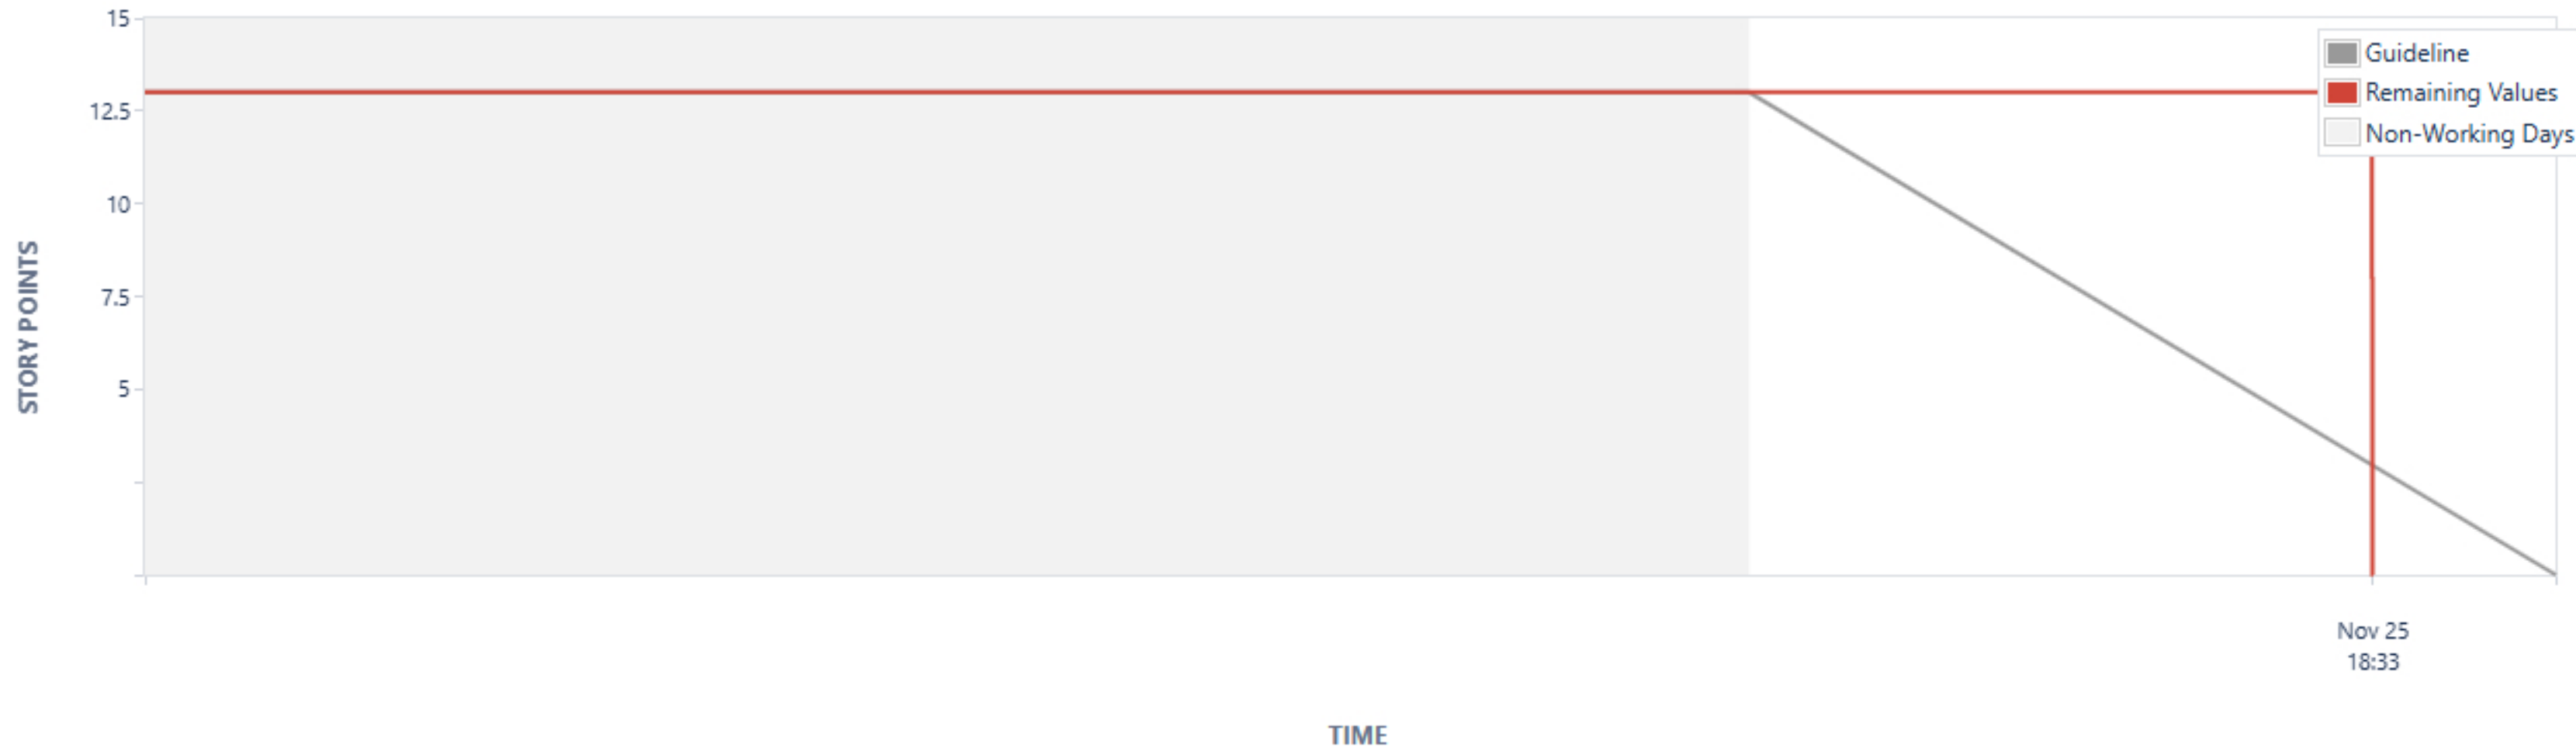 15
12.5
10
7.5
5
STORY POINTS
Guideline
Remaining Values
Non-Working Days
Nov 25
18:33
TIME